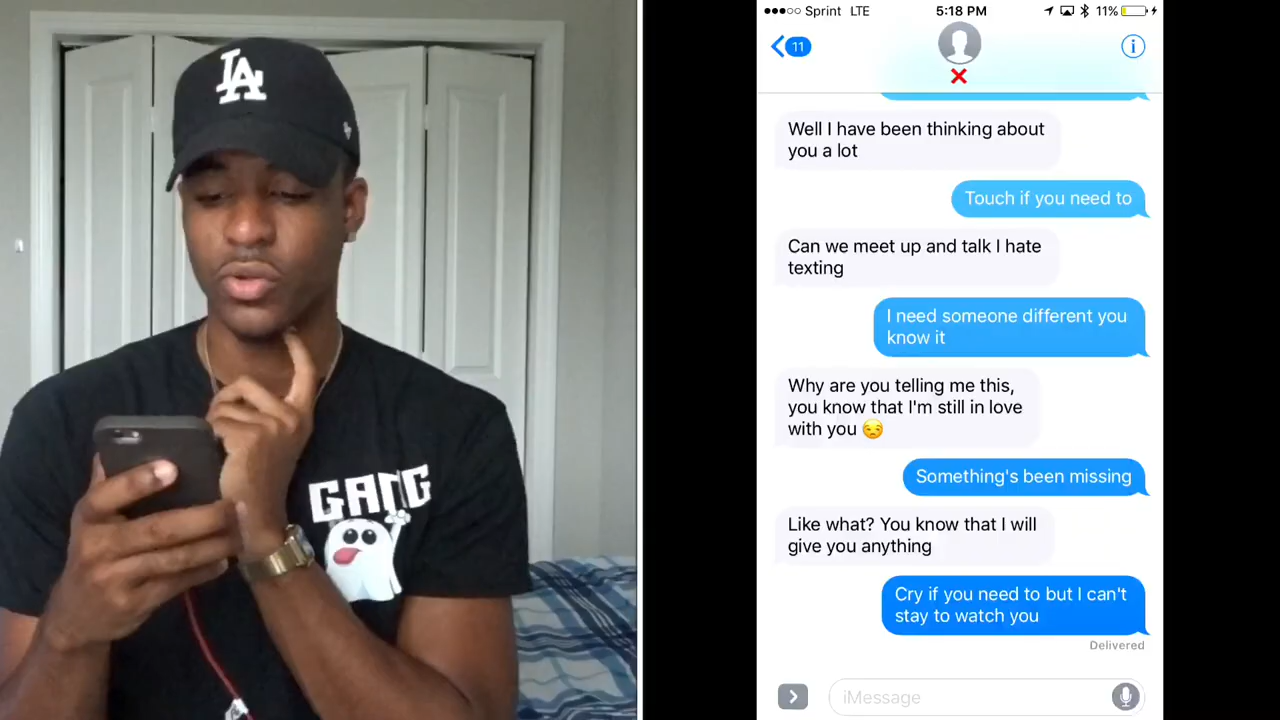 LA
GANG
Sprint LTE
5:18 PM
11%
11
Well I have been thinking about
you a lot
Touch if you need to
Can we meet up and talk I hate
texting
I need someone different you
know it
Why are you telling me this,
you know that I'm still in love
with you 😒
Something's been missing
Like what? You know that I will
give you anything
Cry if you need to but I can't
stay to watch you
Delivered
iMessage